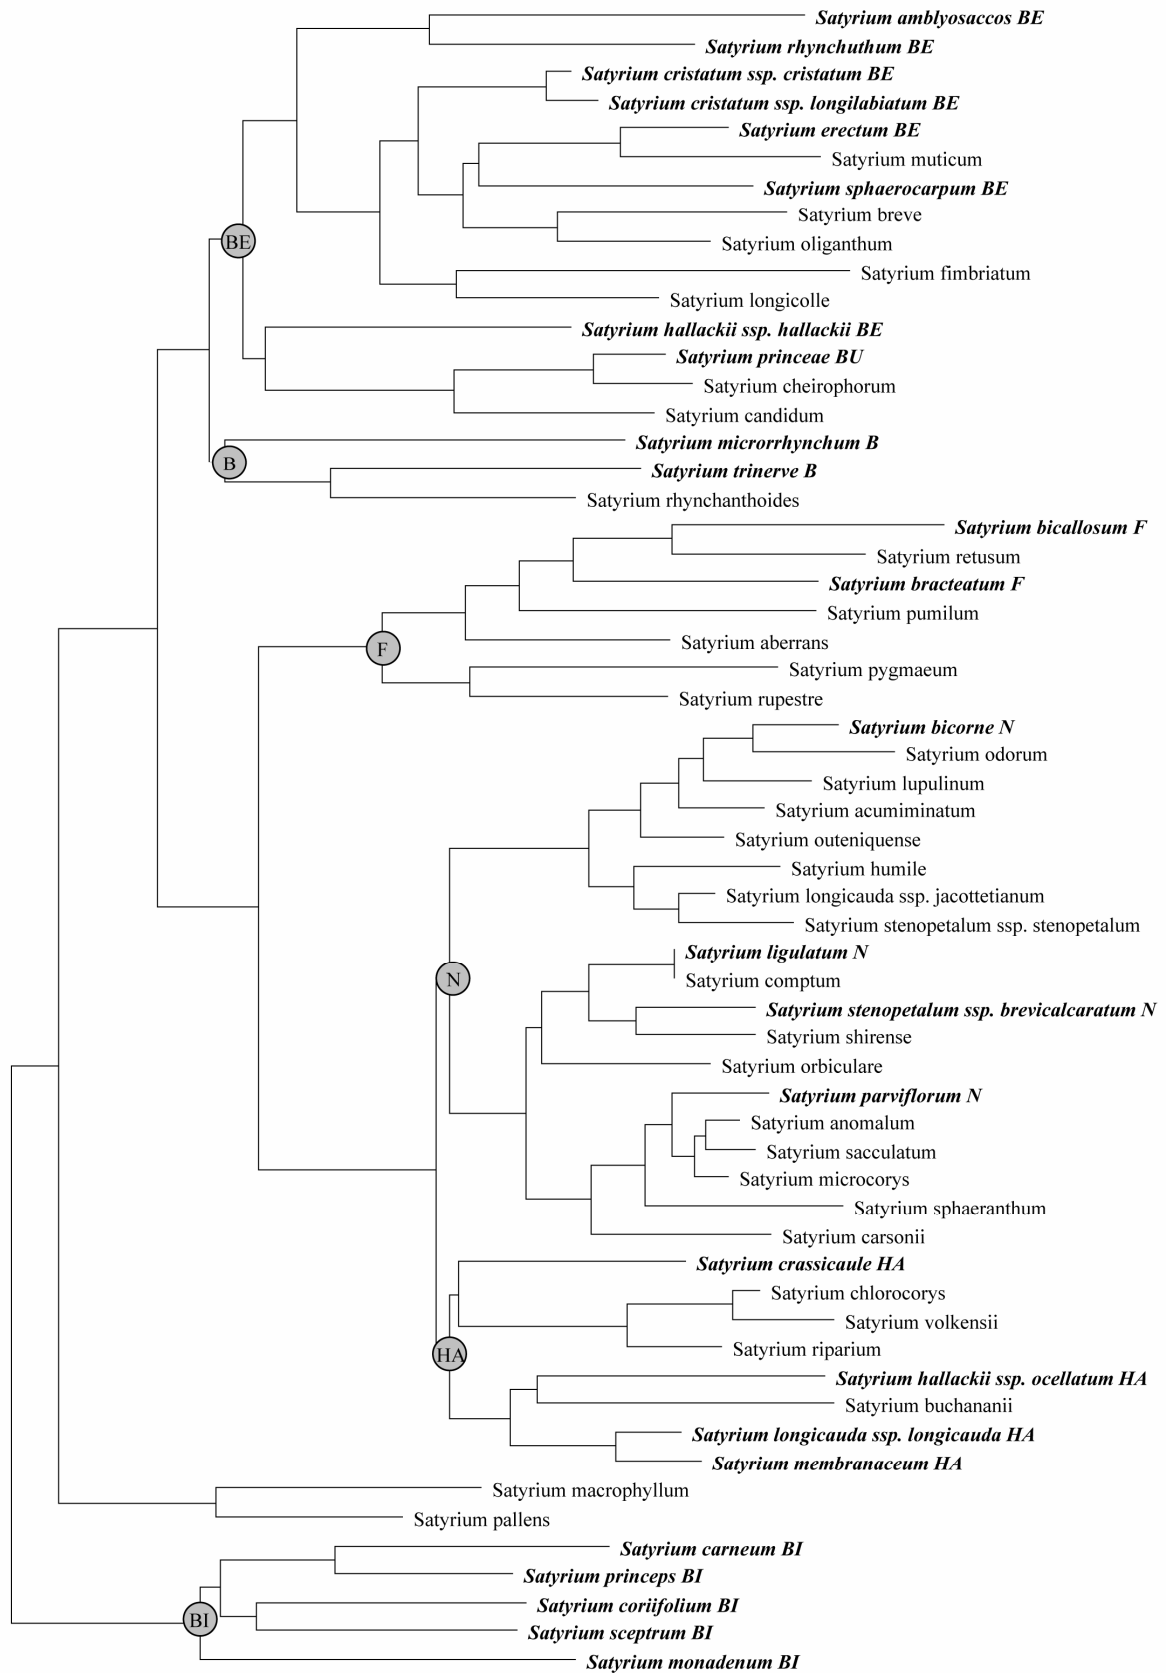 Satyrium amblyosaccos BE
Satyrium rhynchuthum BE
Satyrium cristatum ssp. cristatum BE
Satyrium cristatum ssp. longilabiatum BE
Satyrium erectum BE
Satyrium muticum
Satyrium sphaerocarpum BE
Satyrium breve
BE
Satyrium oliganthum
Satyrium fimbriatum
Satyrium longicolle
Satyrium hallackii ssp. hallackii BE
Satyrium princeae BU
Satyrium cheirophorum
Satyrium candidum
Satyrium microrrhynchum B
B
Satyrium trinerve B
Satyrium rhynchanthoides
Satyrium bicallosum F
Satyrium retusum
Satyrium bracteatum F
Satyrium pumilum
Satyrium aberrans
F
Satyrium pygmaeum
Satyrium rupestre
Satyrium bicorne N
Satyrium odorum
Satyrium lupulinum
Satyrium acumiminatum
Satyrium outeniquense
Satyrium humile
Satyrium longicauda ssp. jacottetianum
Satyrium stenopetalum ssp. stenopetalum
Satyrium ligulatum N
N
Satyrium comptum
Satyrium stenopetalum ssp. brevicalcaratum N
Satyrium shirense
Satyrium orbiculare
Satyrium parviflorum N
Satyrium anomalum
Satyrium sacculatum
Satyrium microcorys
Satyrium sphaeranthum
Satyrium carsonii
Satyrium crassicaule HA
Satyrium chlorocorys
Satyrium volkensii
Satyrium riparium
HA
Satyrium hallackii ssp. ocellatum HA
Satyrium buchananii
Satyrium longicauda ssp. longicauda HA
Satyrium membranaceum HA
Satyrium macrophyllum
Satyrium pallens
Satyrium carneum BI
Satyrium princeps BI
Satyrium coriifolium BI
BI
Satyrium sceptrum BI
Satyrium monadenum BI